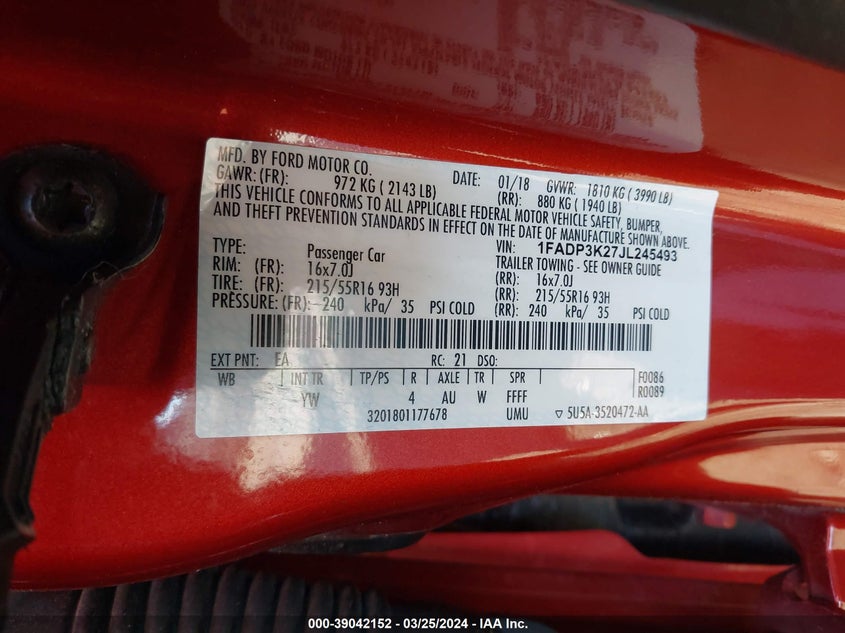 MFD. BY FORD MOTOR CO.
DATE: 01/18 GVWR: 1810 KG ( 3990 LB)
GAWR: (FR): 972 KG ( 2143 LB) (RR): 880 KG ( 1940 LB)
THIS VEHICLE CONFORMS TO ALL APPLICABLE FEDERAL MOTOR VEHICLE SAFETY, BUMPER,
AND THEFT PREVENTION STANDARDS IN EFFECT ON THE DATE OF MANUFACTURE SHOWN ABOVE.
VIN: 1FADP3K27JL245493
TYPE: Passenger Car TRAILER TOWING - SEE OWNER GUIDE
RIM: (FR): 16x7.0J (RR): 16x7.0J
TIRE: (FR): 215/55R16 93H (RR): 215/55R16 93H
PRESSURE: (FR): 240 kPa/ 35 PSI COLD (RR): 240 kPa/ 35 PSI COLD
EXT PNT: EA RC: 21 DSO:
WB INT TR TP/PS R AXLE TR SPR F0086
R0089
YW 4 AU W FFFF
3201801177678 UMU ▽ 5U5A-3520472-AA
000-39042152 - 03/25/2024 - IAA Inc.